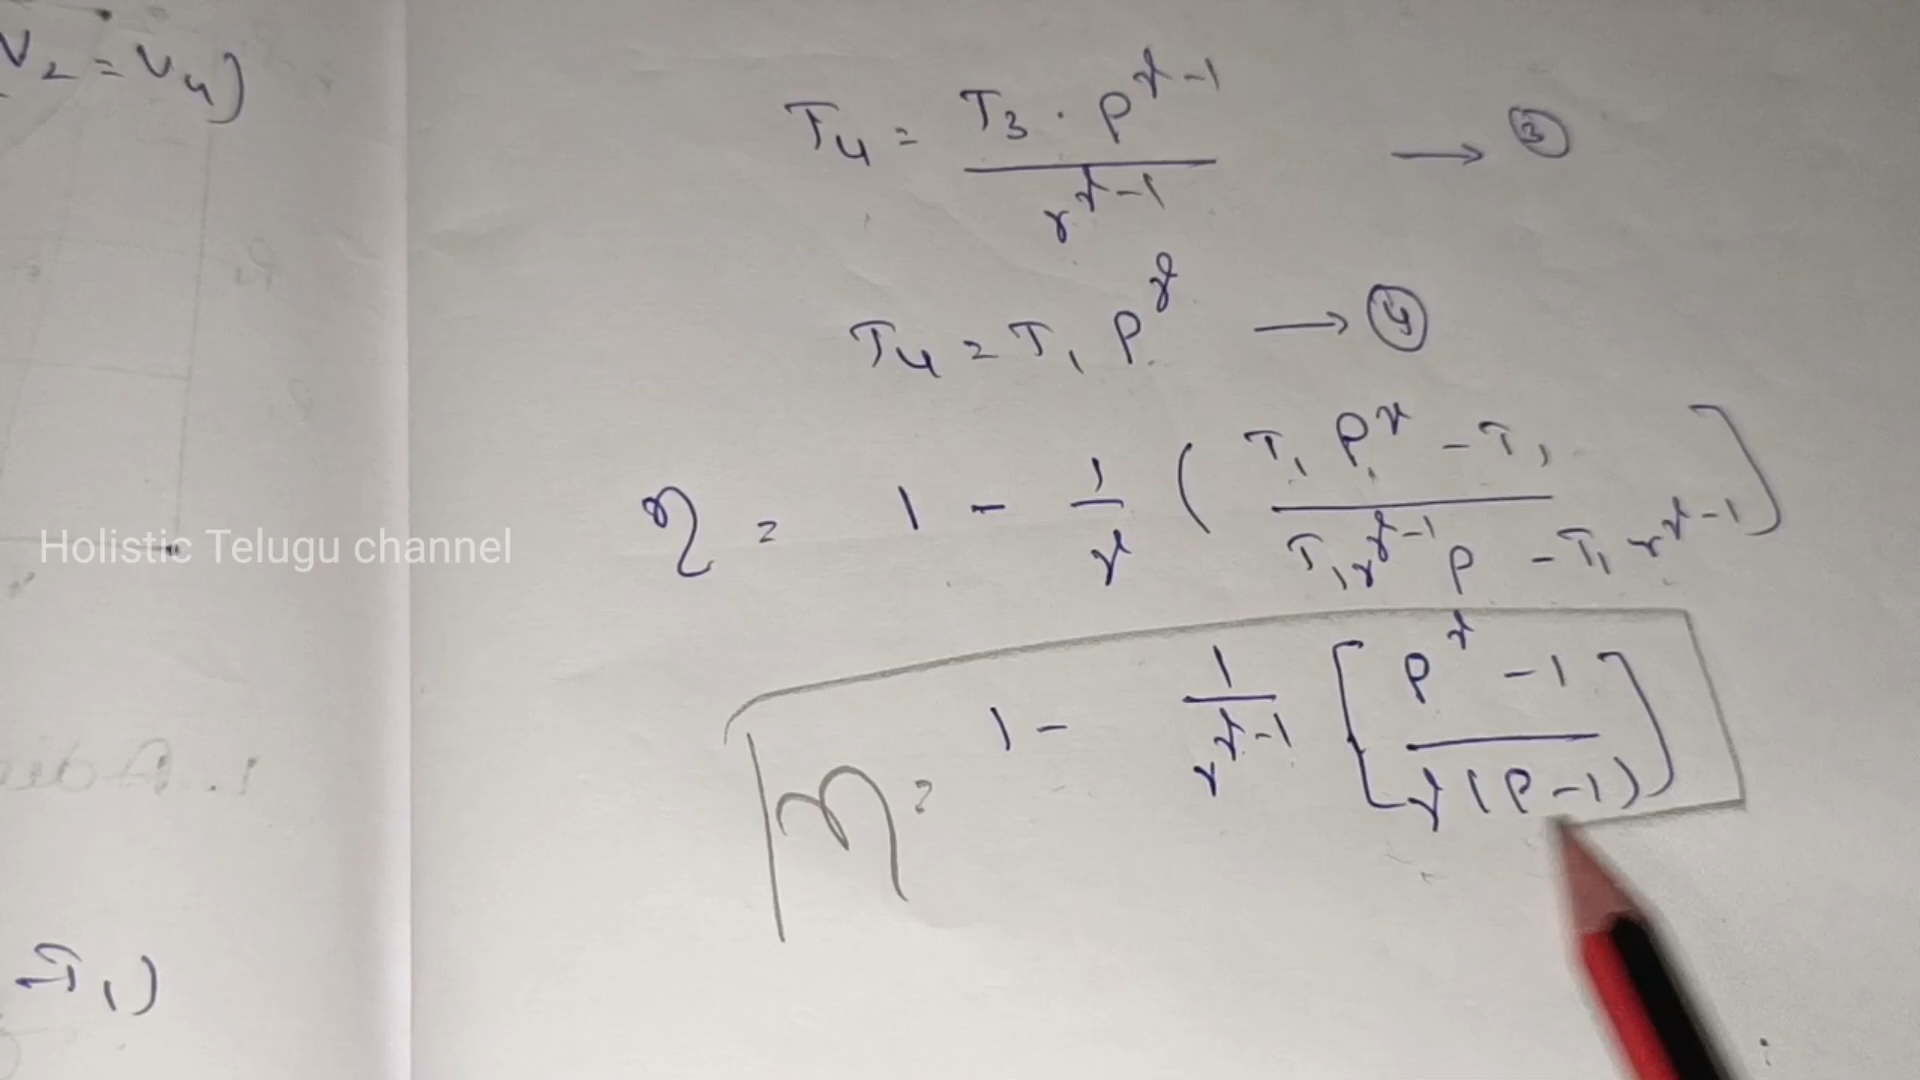 V₂ = V₄)
T₄ = T₃ · ρ^(γ-1) / r^(γ-1) → ③
T₄ = T₁ ρ^γ → ④
η = 1 - 1/γ ( T₁ ρ^γ - T₁ / T₁ r^(γ-1) ρ - T₁ r^(γ-1) ]
Holistic Telugu channel
η = 1 - 1/r^(γ-1) [ ρ^γ - 1 / γ(ρ-1) ]
T₁)